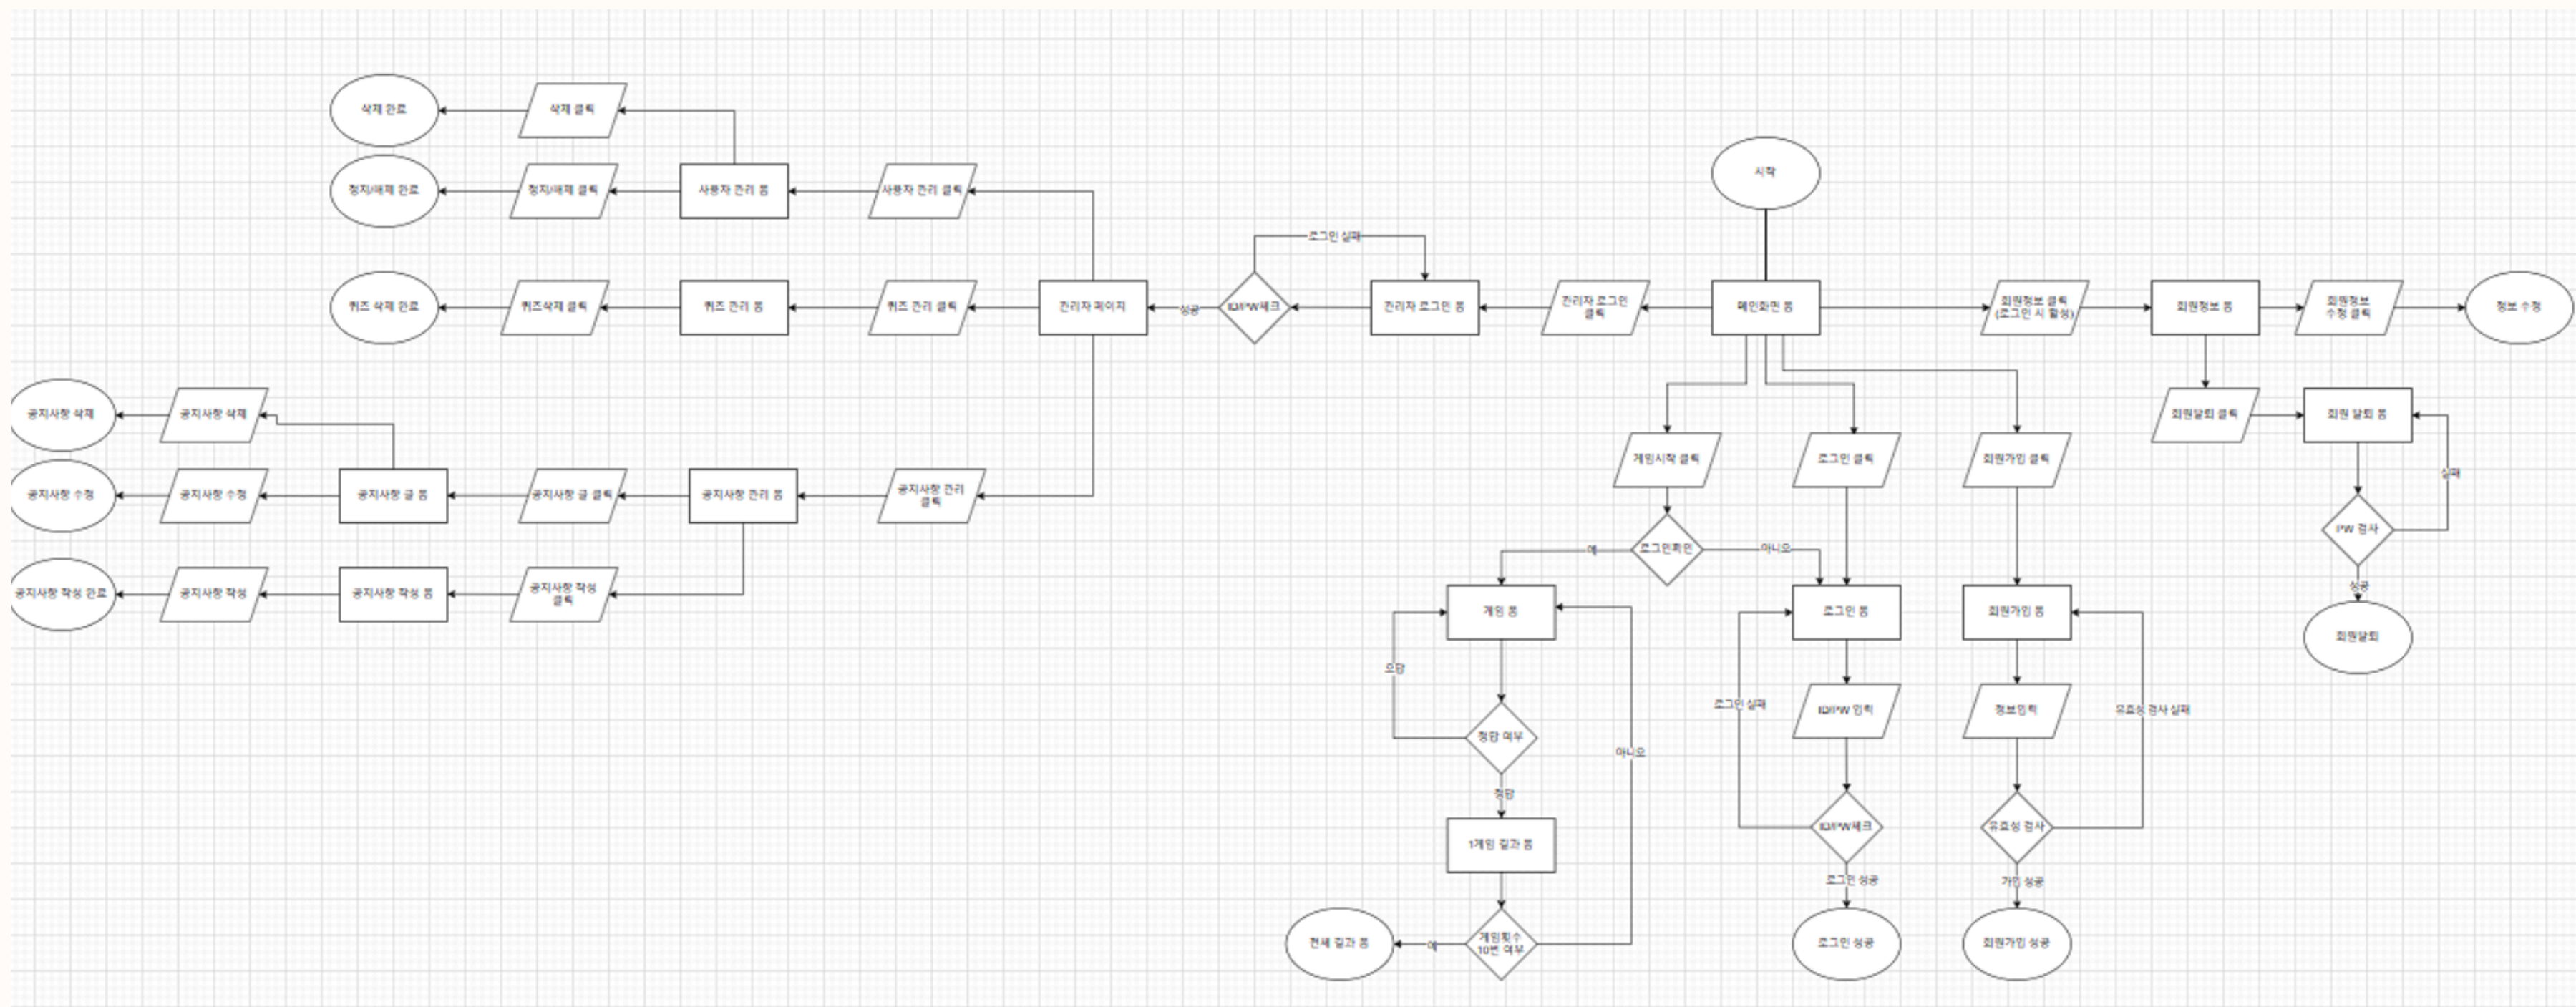 삭제 완료
삭제 클릭
정지/해제 완료
정지/해제 클릭
사용자 관리 폼
사용자 관리 클릭
시작
로그인 실패
퀴즈 삭제 완료
퀴즈삭제 클릭
퀴즈 관리 폼
퀴즈 관리 클릭
관리자 페이지
성공
ID/PW체크
관리자 로그인 폼
관리자 로그인
클릭
메인화면 폼
회원정보 클릭
(로그인 시 활성)
회원정보 폼
회원정보
수정 클릭
정보 수정
공지사항 삭제
공지사항 삭제
회원탈퇴 클릭
회원 탈퇴 폼
게임시작 클릭
로그인 클릭
회원가입 클릭
실패
공지사항 수정
공지사항 수정
공지사항 글 폼
공지사항 글 클릭
공지사항 관리 폼
공지사항 관리
클릭
PW 검사
예
로그인확인
아니오
성공
공지사항 작성 완료
공지사항 작성
공지사항 작성 폼
공지사항 작성
클릭
게임 폼
로그인 폼
회원가입 폼
회원탈퇴
오답
로그인 실패
ID/PW 입력
정보입력
유효성 검사 실패
정답 여부
아니오
정답
1게임 결과 폼
ID/PW체크
유효성 검사
로그인 성공
가입 성공
전체 결과 폼
예
게임횟수
10번 여부
로그인 성공
회원가입 성공